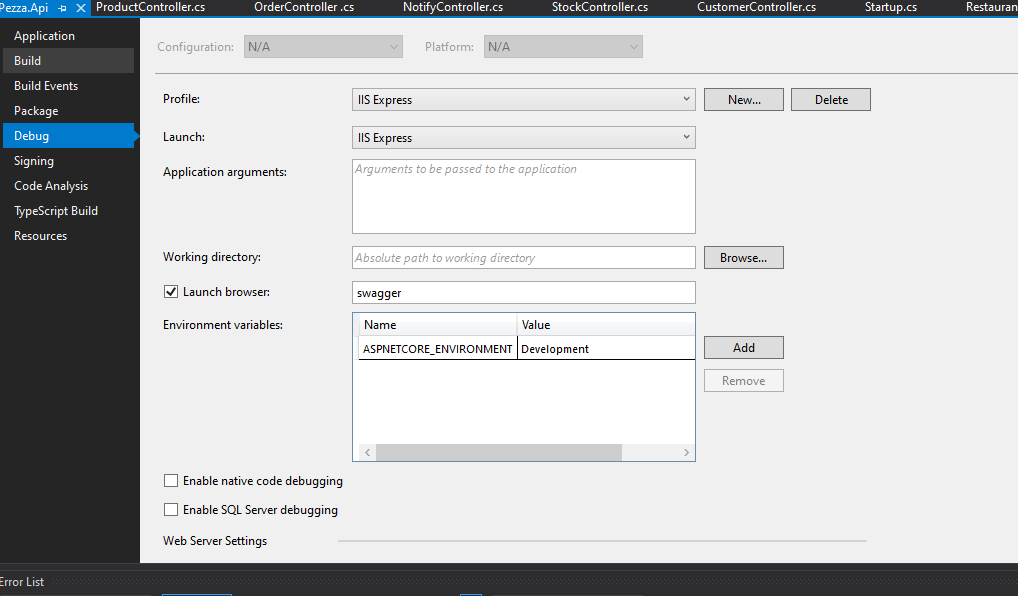 Pezza.Api ProductController.cs OrderController .cs NotifyController.cs StockController.cs CustomerController.cs Startup.cs Restauran
Application
Build
Build Events
Package
Debug
Signing
Code Analysis
TypeScript Build
Resources
Configuration: N/A Platform: N/A
Profile: IIS Express New... Delete
Launch: IIS Express
Application arguments: Arguments to be passed to the application
Working directory: Absolute path to working directory Browse...
Launch browser: swagger
Environment variables: Name Value
ASPNETCORE_ENVIRONMENT Development
Add
Remove
Enable native code debugging
Enable SQL Server debugging
Web Server Settings
Error List